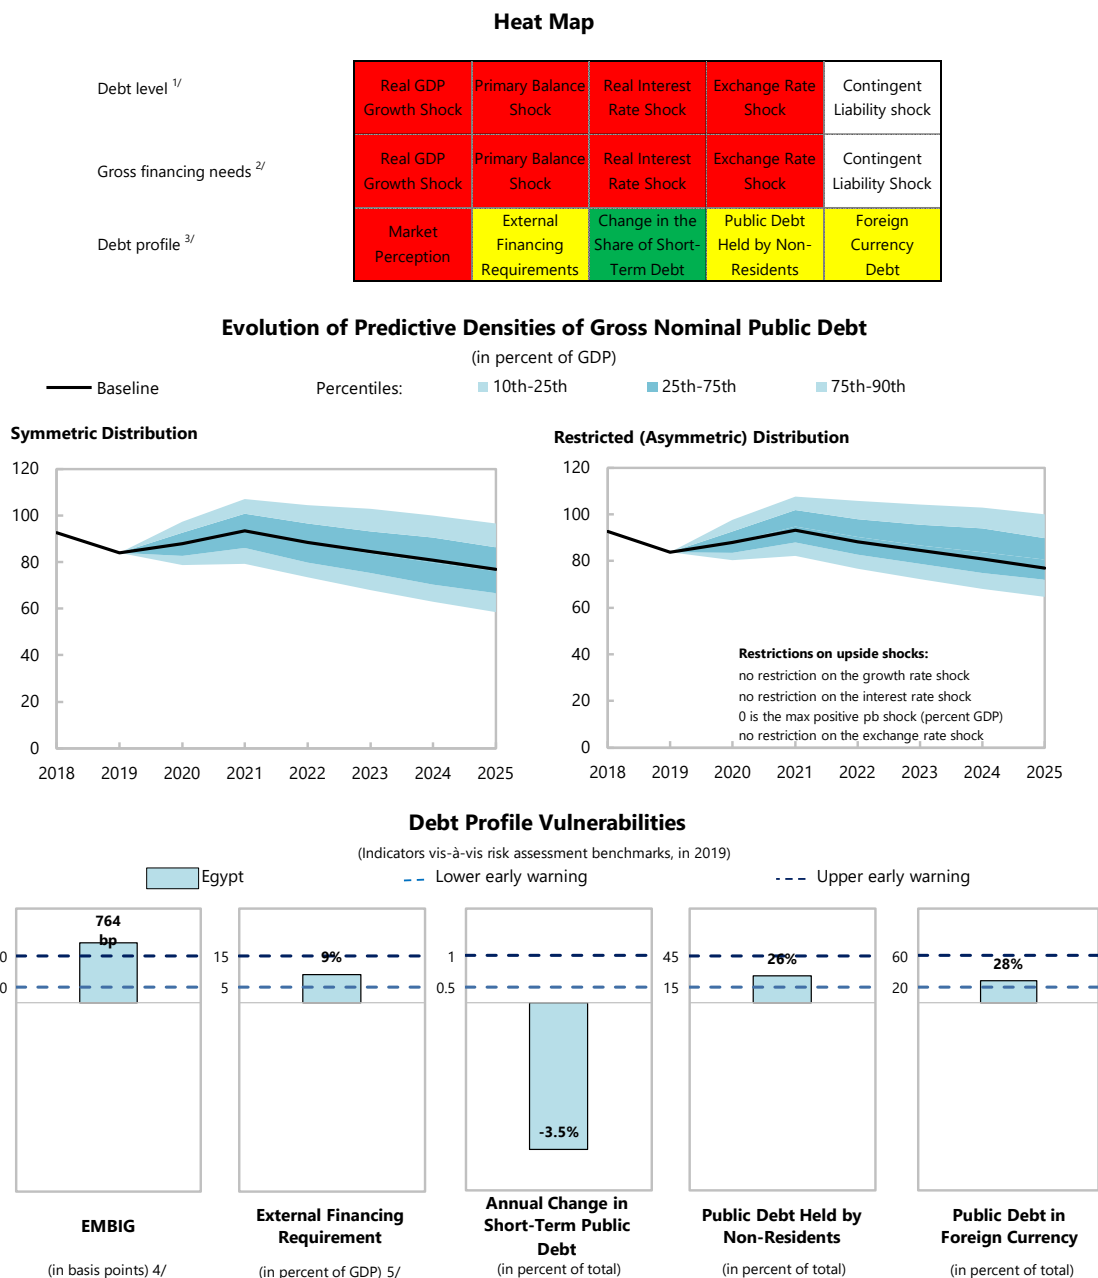 Heat Map
Debt level 1/
Real GDP Growth Shock
Primary Balance Shock
Real Interest Rate Shock
Exchange Rate Shock
Contingent Liability shock
Gross financing needs 2/
Real GDP Growth Shock
Primary Balance Shock
Real Interest Rate Shock
Exchange Rate Shock
Contingent Liability Shock
Debt profile 3/
Market Perception
External Financing Requirements
Change in the Share of Short-Term Debt
Public Debt Held by Non-Residents
Foreign Currency Debt
Evolution of Predictive Densities of Gross Nominal Public Debt
(in percent of GDP)
Baseline
Percentiles:
10th-25th
25th-75th
75th-90th
Symmetric Distribution
120
100
80
60
40
20
0
2018 2019 2020 2021 2022 2023 2024 2025
Restricted (Asymmetric) Distribution
120
100
80
60
40
20
0
Restrictions on upside shocks:
no restriction on the growth rate shock
no restriction on the interest rate shock
0 is the max positive pb shock (percent GDP)
no restriction on the exchange rate shock
2018 2019 2020 2021 2022 2023 2024 2025
Debt Profile Vulnerabilities
(Indicators vis-à-vis risk assessment benchmarks, in 2019)
Egypt
Lower early warning
Upper early warning
764
bp
0
0
EMBIG
(in basis points) 4/
15
9%
5
External Financing
Requirement
(in percent of GDP) 5/
1
0.5
-3.5%
Annual Change in
Short-Term Public
Debt
(in percent of total)
45
26%
15
Public Debt Held by
Non-Residents
(in percent of total)
60
28%
20
Public Debt in
Foreign Currency
(in percent of total)